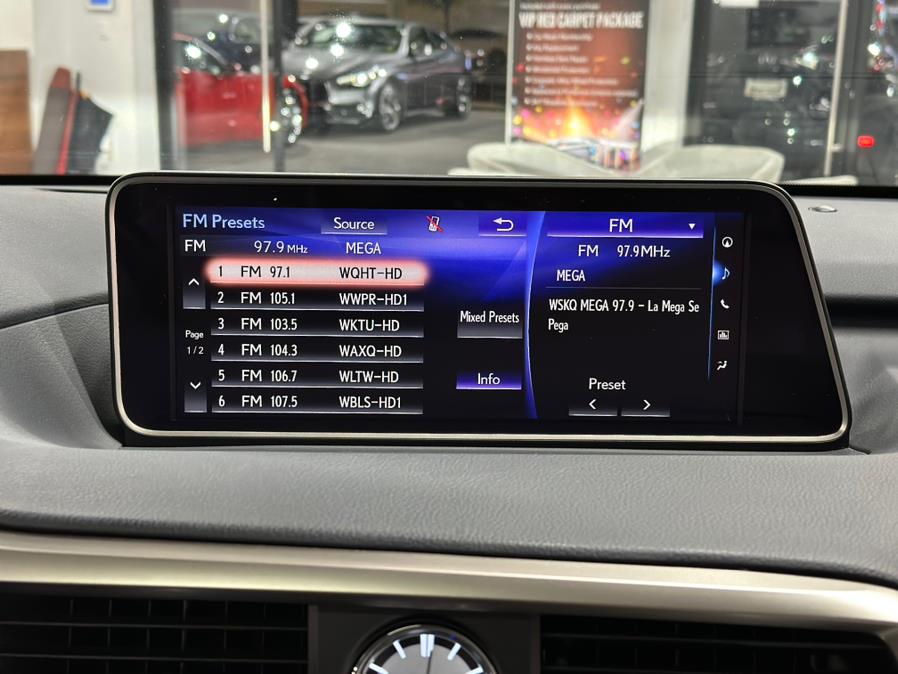 VIP RED CARPET PACKAGE
FM Presets
Source
FM
FM 97.9 MHz MEGA
FM 97.9MHz
1 FM 97.1 WQHT-HD
MEGA
2 FM 105.1 WWPR-HD1
WSKQ MEGA 97.9 - La Mega Se
Pega
3 FM 103.5 WKTU-HD
Mixed Presets
Page
1/2
4 FM 104.3 WAXQ-HD
5 FM 106.7 WLTW-HD
Info
Preset
6 FM 107.5 WBLS-HD1